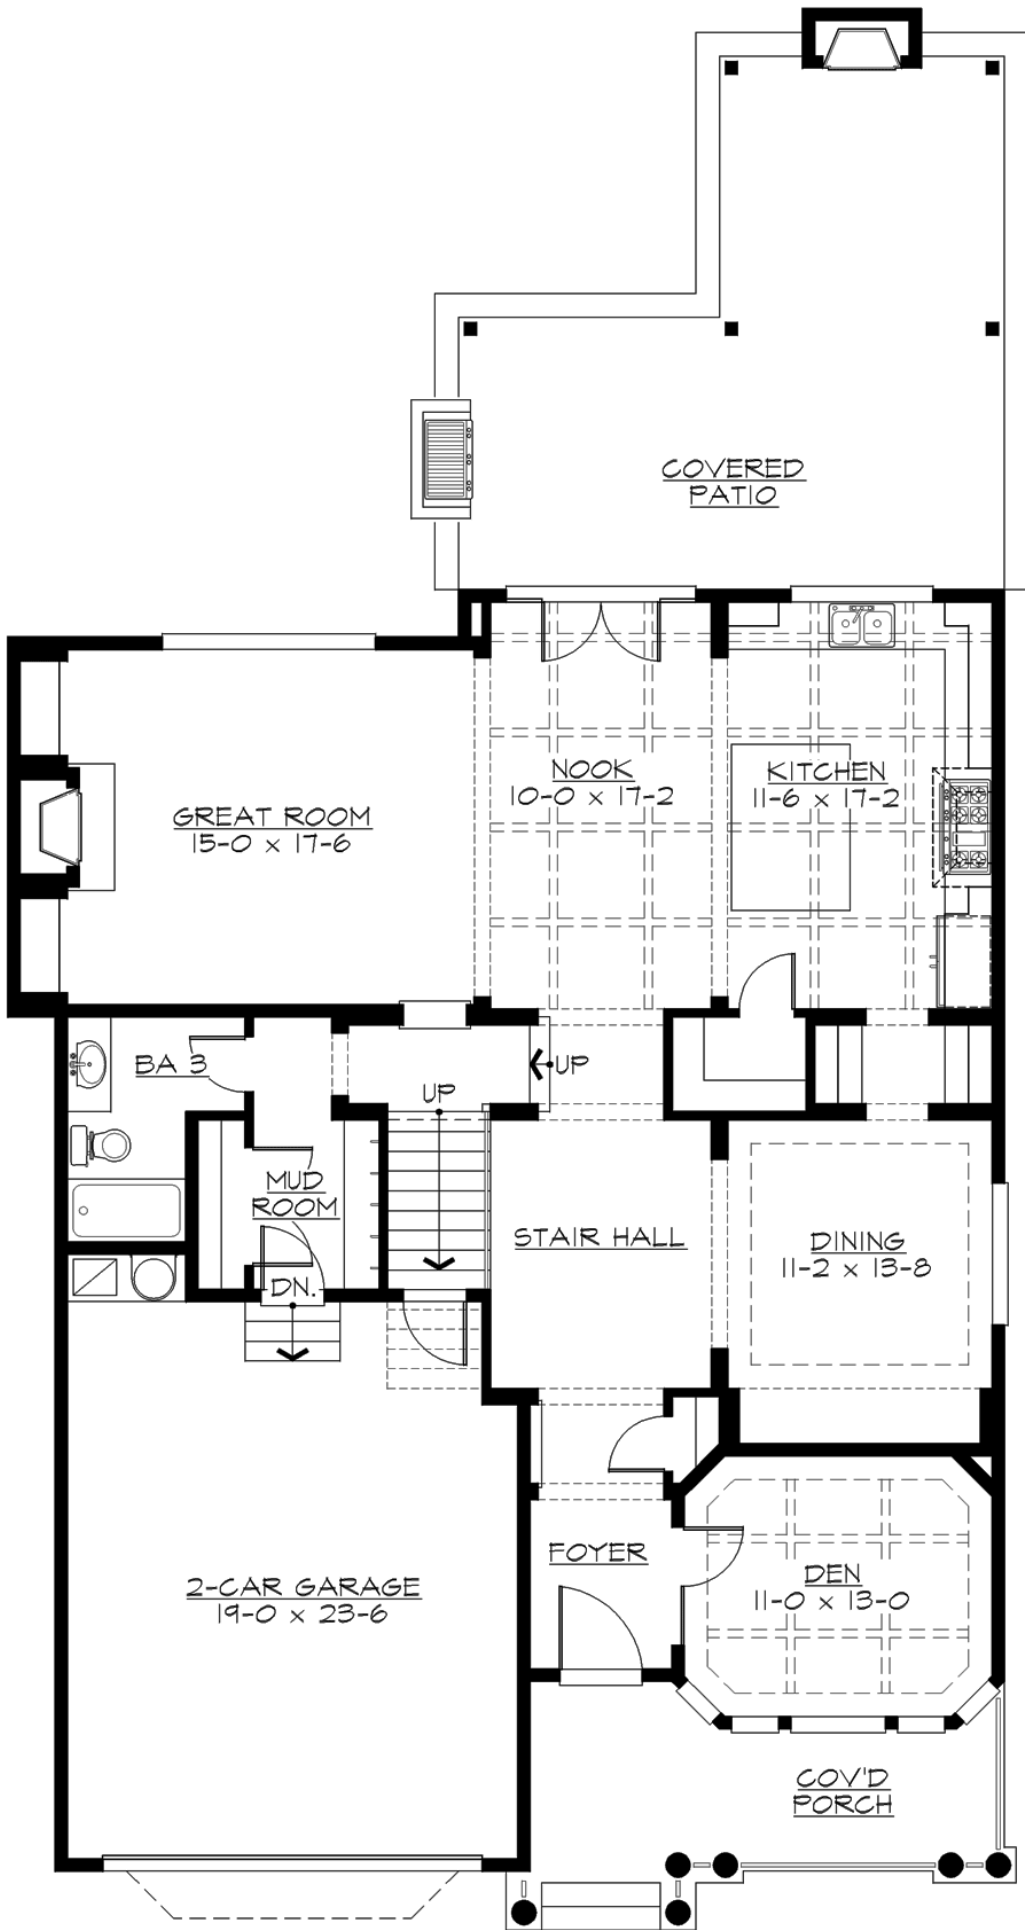 COVERED
PATIO
NOOK
10-0 x 17-2
KITCHEN
11-6 x 17-2
GREAT ROOM
15-0 x 17-6
BA 3
UP
UP
MUD
ROOM
STAIR HALL
DINING
11-2 x 13-8
DN.
FOYER
DEN
11-0 x 13-0
2-CAR GARAGE
19-0 x 23-6
COV'D
PORCH